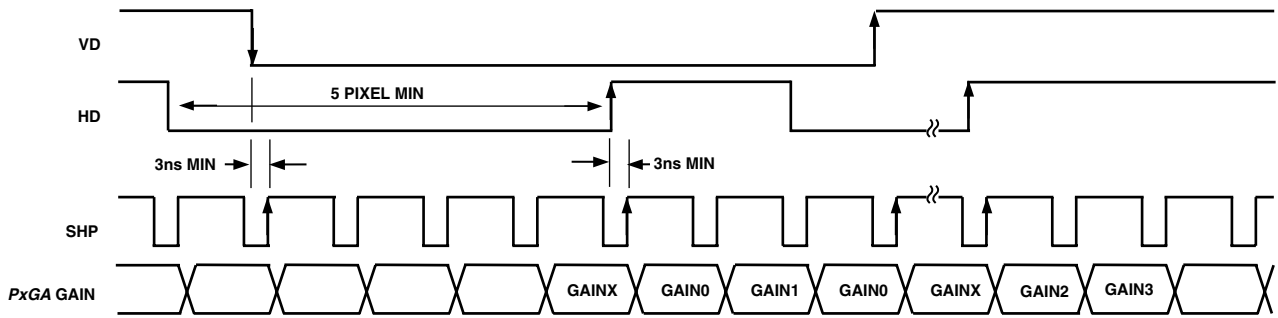 VD
5 PIXEL MIN
HD
3ns MIN
3ns MIN
SHP
PxGA GAIN
GAINX
GAIN0
GAIN1
GAIN0
GAINX
GAIN2
GAIN3